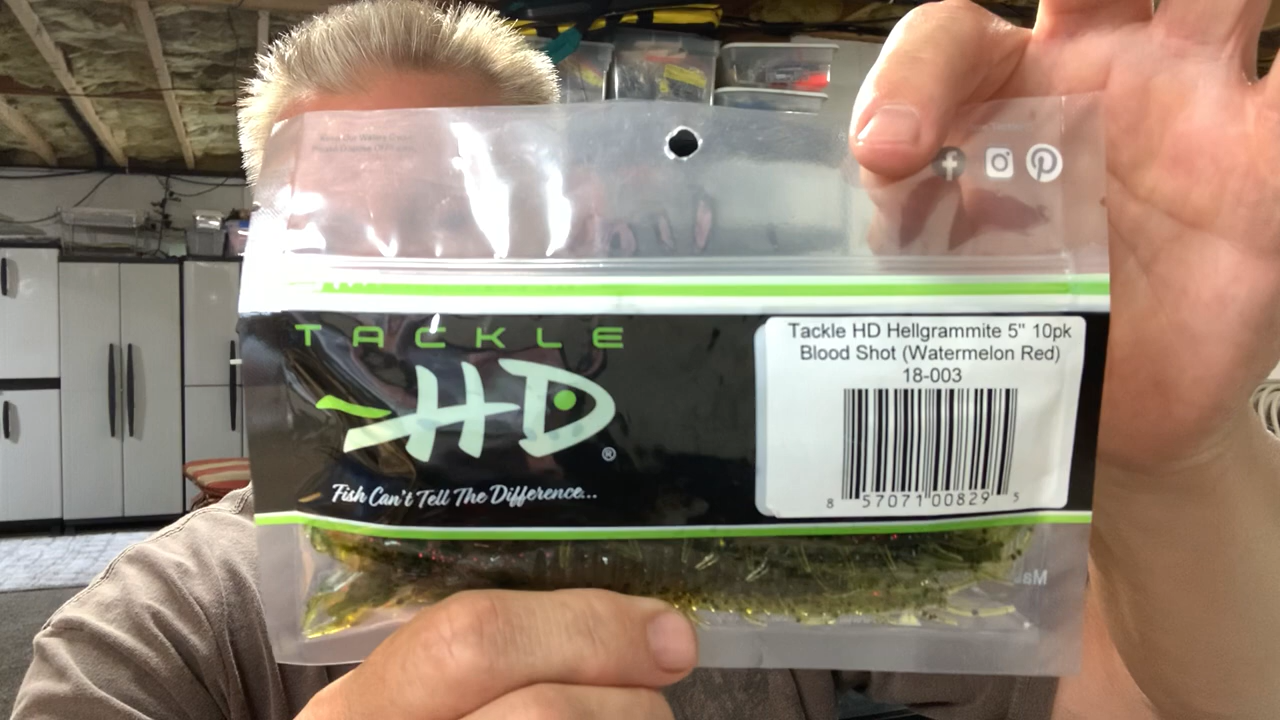 TACKLE
HD®
Fish Can't Tell The Difference...
Tackle HD Hellgrammite 5" 10pk
Blood Shot (Watermelon Red)
18-003
8 57071 00829 5